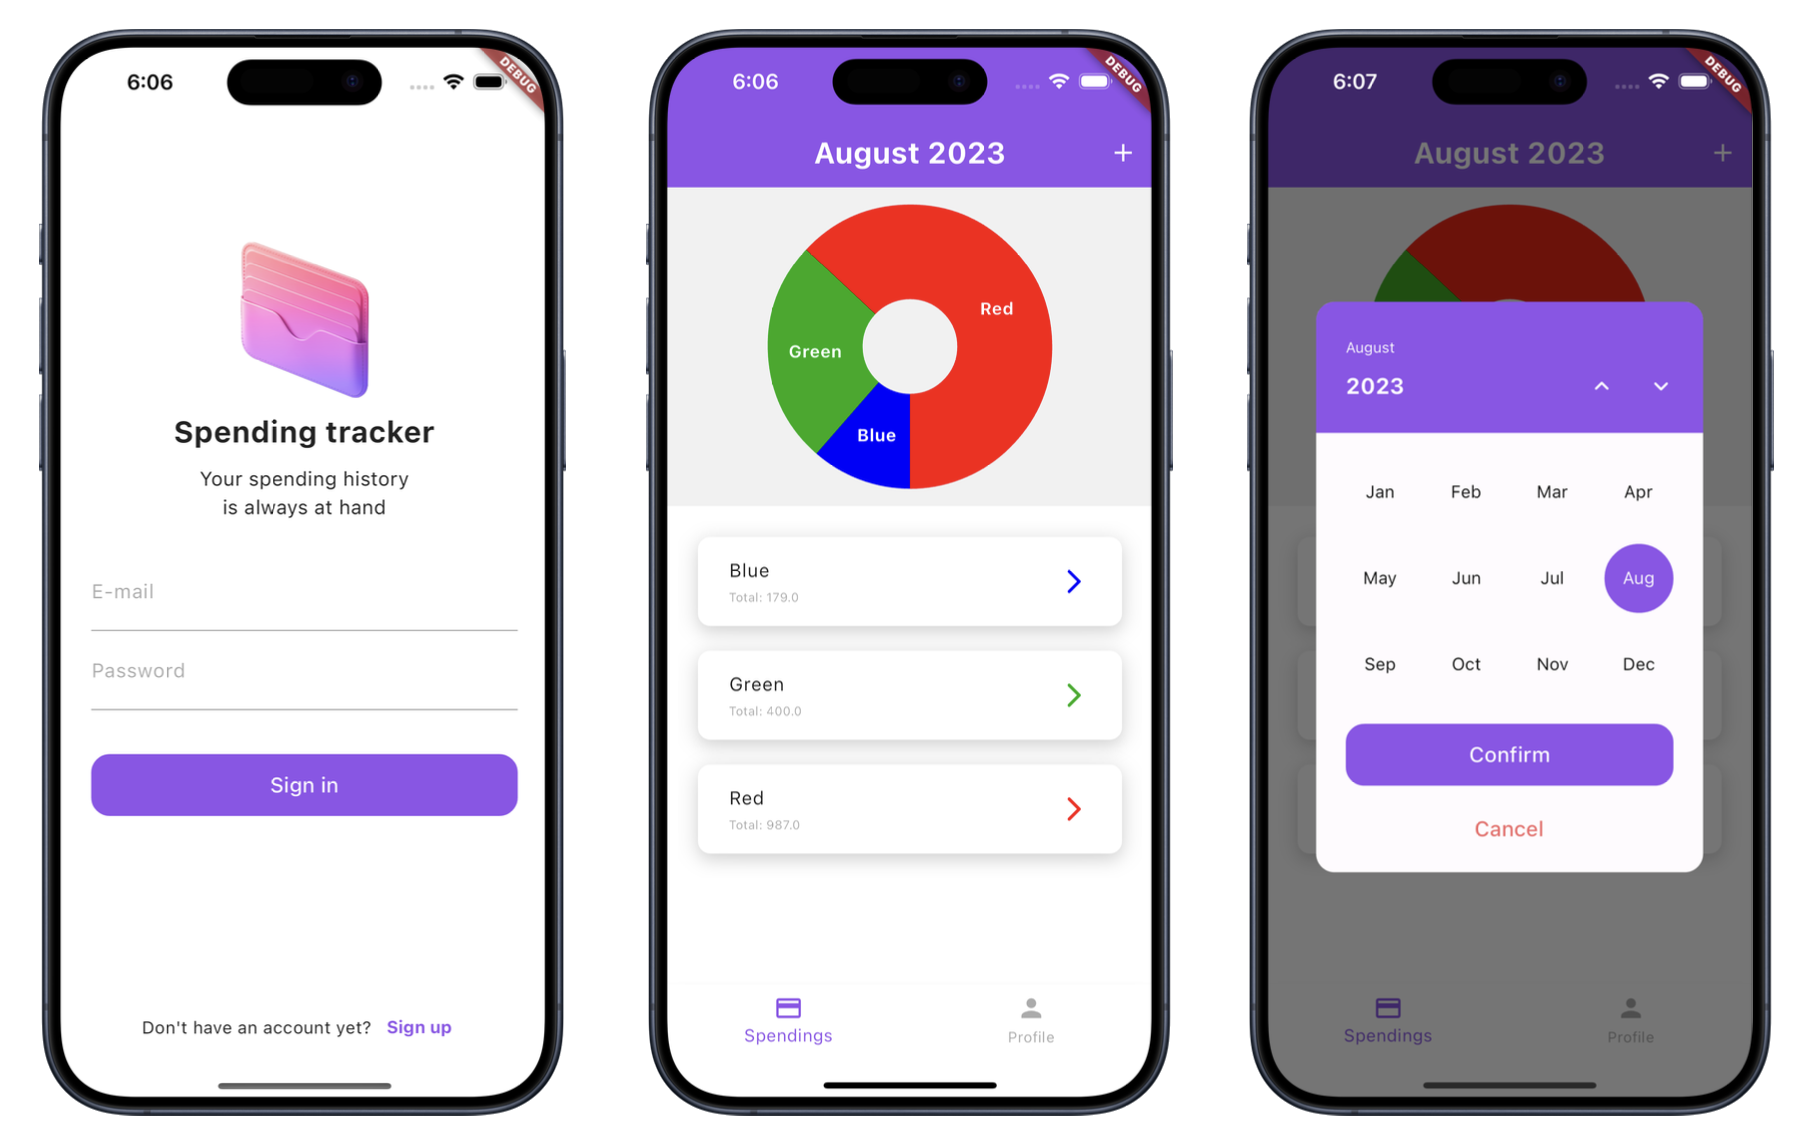 6:06
DEBUG
Spending tracker
Your spending history
is always at hand
E-mail
Password
Sign in
Don't have an account yet? Sign up
6:06
DEBUG
August 2023 +
Red
Green
Blue
Blue
Total: 179.0
Green
Total: 400.0
Red
Total: 987.0
Spendings Profile
6:07
DEBUG
August 2023 +
August
2023
Jan Feb Mar Apr
May Jun Jul Aug
Sep Oct Nov Dec
Confirm
Cancel
Spendings Profile